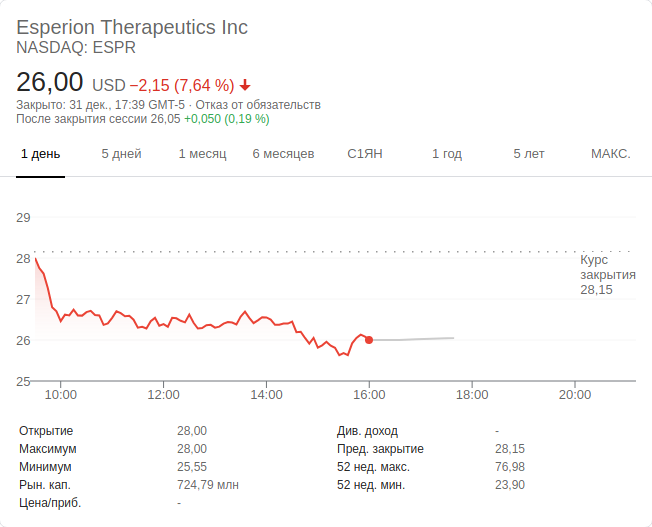 Esperion Therapeutics Inc
NASDAQ: ESPR
26,00 USD −2,15 (7,64 %)
Закрыто: 31 дек., 17:39 GMT-5 · Отказ от обязательств
После закрытия сессии 26,05 +0,050 (0,19 %)
1 день 5 дней 1 месяц 6 месяцев С1ЯН 1 год 5 лет МАКС.
29
28
27
26
25
Курс
закрытия
28,15
10:00 12:00 14:00 16:00 18:00 20:00
Открытие 28,00 Див. доход -
Максимум 28,00 Пред. закрытие 28,15
Минимум 25,55 52 нед. макс. 76,98
Рын. кап. 724,79 млн 52 нед. мин. 23,90
Цена/приб. -